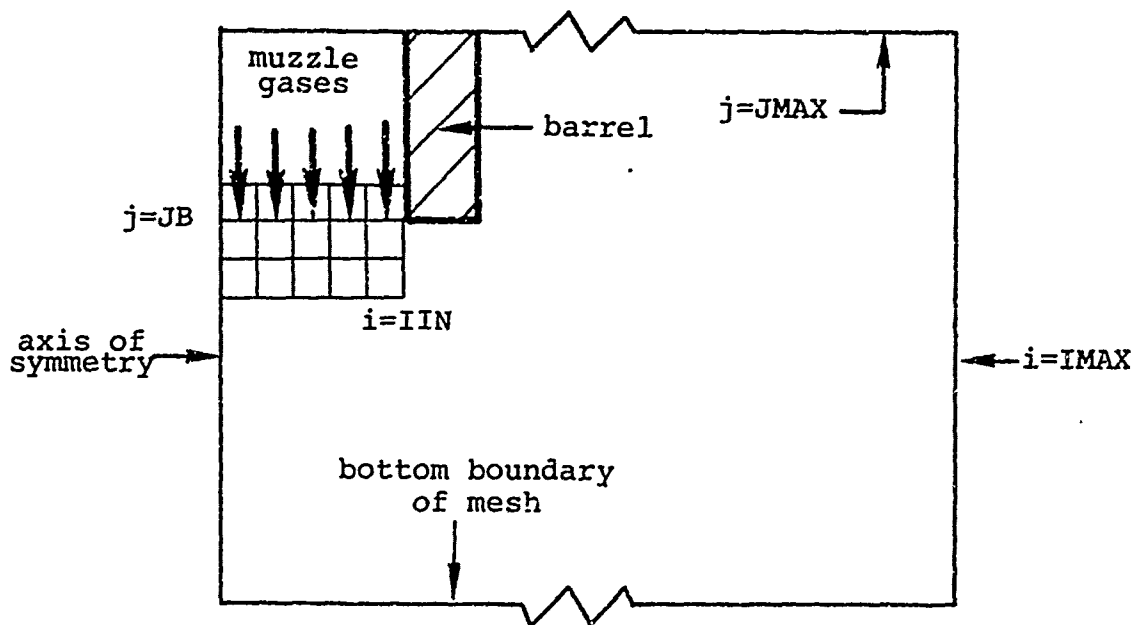 muzzle
gases
barrel
j=JMAX
j=JB
i=IIN
axis of
symmetry
i=IMAX
bottom boundary
of mesh